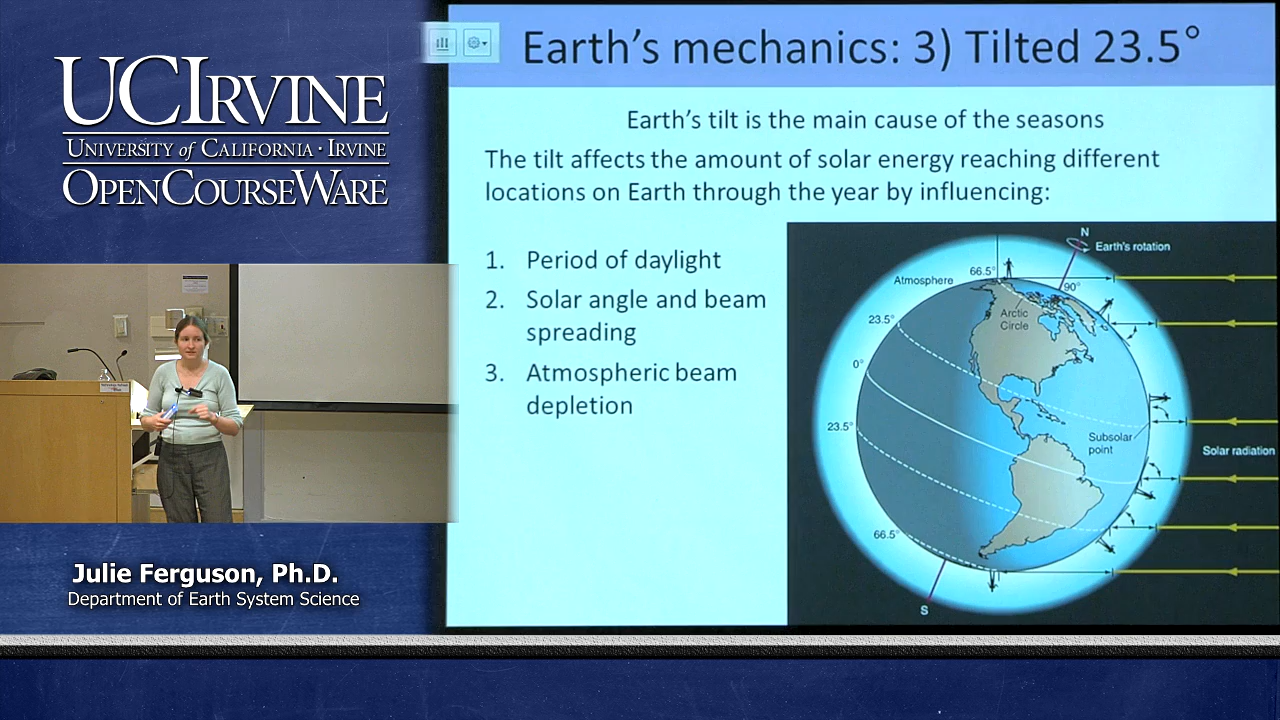 UCIRVINE
UNIVERSITY of CALIFORNIA · IRVINE
OPENCOURSEWARE
Julie Ferguson, Ph.D.
Department of Earth System Science
Earth's mechanics: 3) Tilted 23.5°
Earth's tilt is the main cause of the seasons
The tilt affects the amount of solar energy reaching different
locations on Earth through the year by influencing:
1. Period of daylight
2. Solar angle and beam
spreading
3. Atmospheric beam
depletion
N
Earth's rotation
66.5°
Atmosphere
90°
Arctic
Circle
23.5°
0°
23.5°
Subsolar
point
Solar radiation
66.5°
S